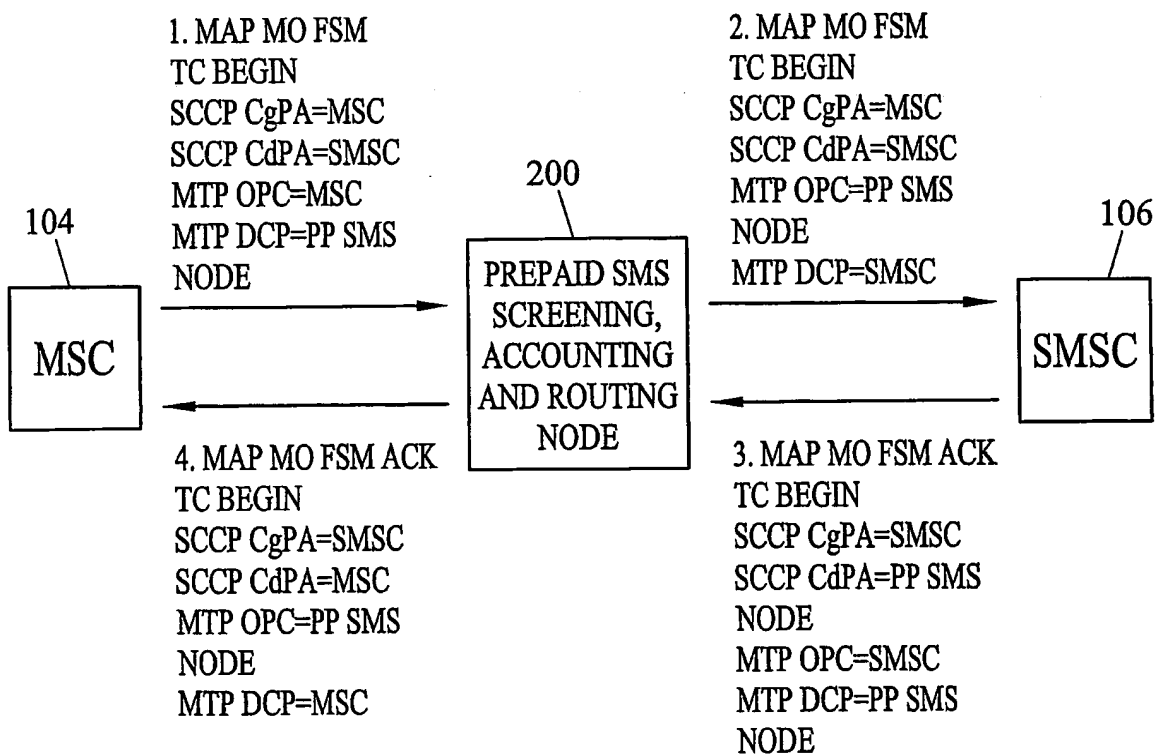 1. MAP MO FSM
TC BEGIN
SCCP CgPA=MSC
SCCP CdPA=SMSC
MTP OPC=MSC
MTP DCP=PP SMS
NODE
2. MAP MO FSM
TC BEGIN
SCCP CgPA=MSC
SCCP CdPA=SMSC
MTP OPC=PP SMS
NODE
MTP DCP=SMSC
104
MSC
200
PREPAID SMS
SCREENING,
ACCOUNTING
AND ROUTING
NODE
106
SMSC
4. MAP MO FSM ACK
TC BEGIN
SCCP CgPA=SMSC
SCCP CdPA=MSC
MTP OPC=PP SMS
NODE
MTP DCP=MSC
3. MAP MO FSM ACK
TC BEGIN
SCCP CgPA=SMSC
SCCP CdPA=PP SMS
NODE
MTP OPC=SMSC
MTP DCP=PP SMS
NODE